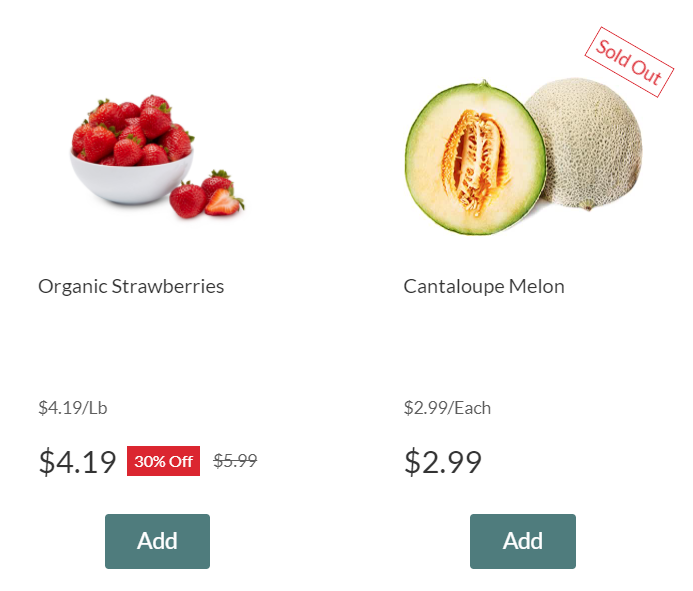 Sold Out
Organic Strawberries
Cantaloupe Melon
$4.19/Lb
$2.99/Each
$4.19 30% Off $5.99
$2.99
Add
Add